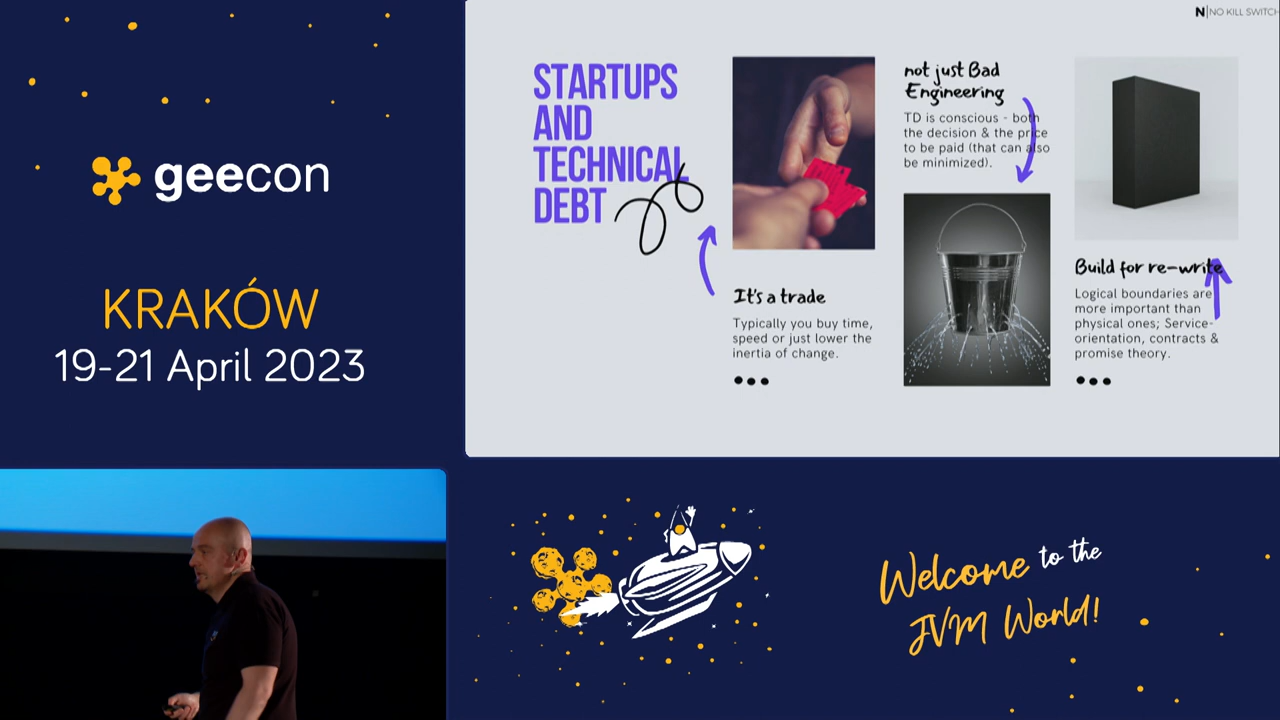 geecon
KRAKÓW
19-21 April 2023
N|NO KILL SWITCH
STARTUPS
AND
TECHNICAL
DEBT
It's a trade
Typically you buy time,
speed or just lower the
inertia of change.
not just Bad
Engineering
TD is conscious - both
the decision & the price
to be paid (that can also
be minimized).
Build for re-write
Logical boundaries are
more important than
physical ones; Service-
orientation, contracts &
promise theory.
Welcome to the
JVM World!